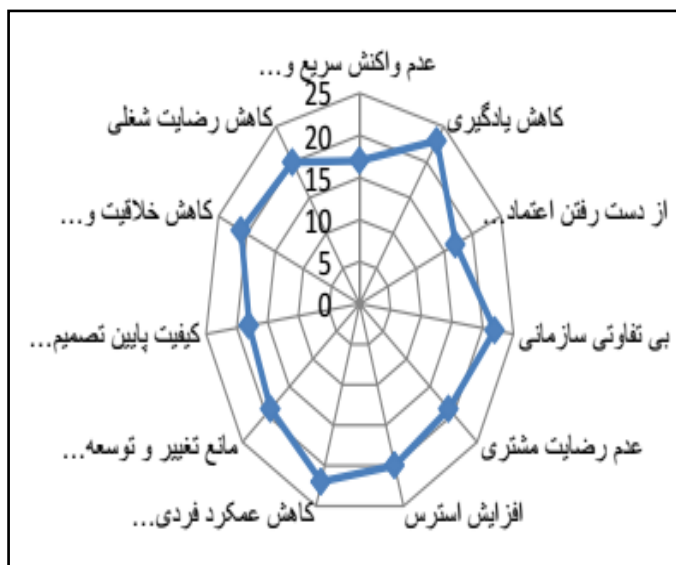 عدم واکنش سریع و...
کاهش یادگیری
از دست رفتن اعتماد...
بی تفاوتی سازمانی
عدم رضایت مشتری
افزایش استرس
کاهش عمکرد فردی...
مانع تغییر و توسعه...
کیفیت پایین تصمیم...
کاهش خلاقیت و...
کاهش رضایت شغلی
25
20
15
10
5
0